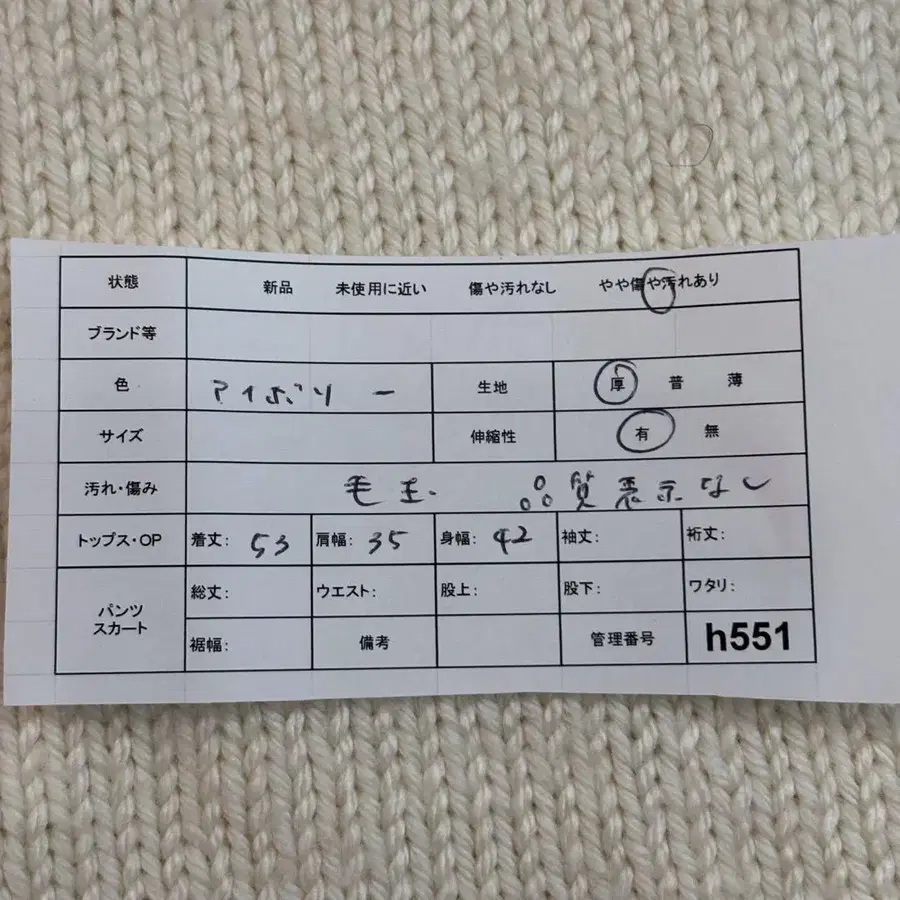 状態 新品 未使用に近い 傷や汚れなし やや傷や汚れあり
ブランド等
色 アイボリー 生地 厚 普 薄
サイズ 伸縮性 有 無
汚れ・傷み 毛玉. 品質表示なし
トップス・OP 着丈: 53 肩幅: 35 身幅: 42 袖丈: 裄丈:
パンツ スカート 総丈: ウエスト: 股上: 股下: ワタリ:
裾幅: 備考 管理番号 h551